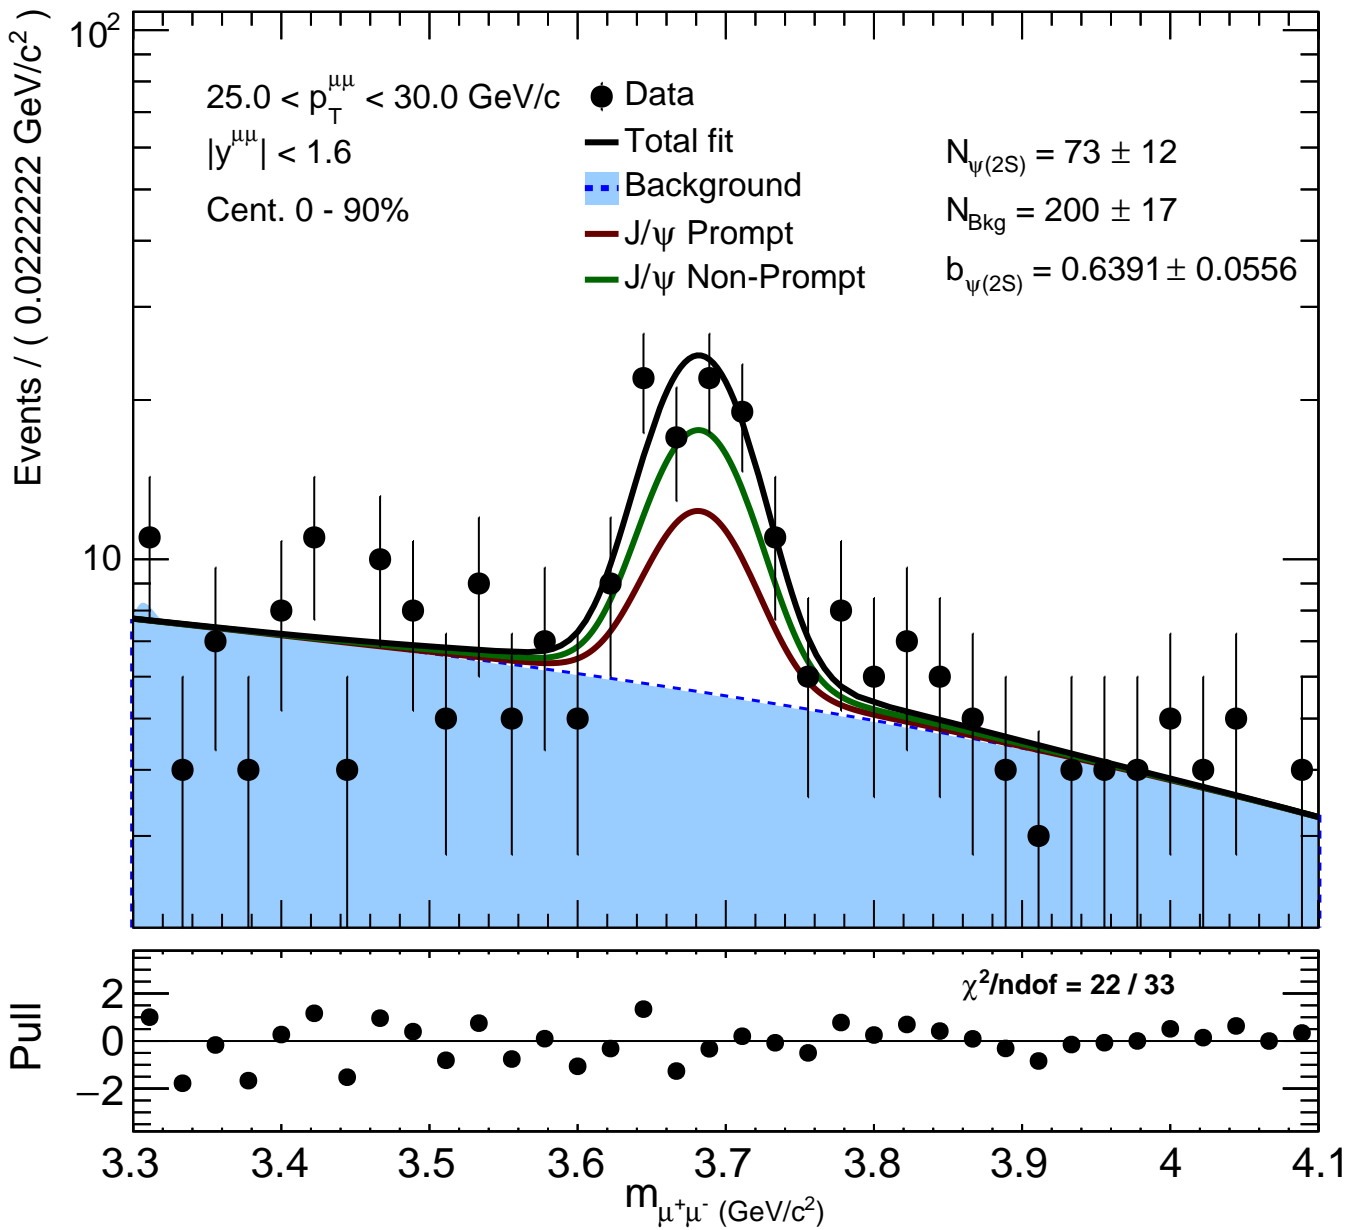 Events / ( 0.0222222 GeV/c²)
10²
10
25.0 < p_T^μμ < 30.0 GeV/c
|y^μμ| < 1.6
Cent. 0 - 90%
Data
Total fit
Background
J/ψ Prompt
J/ψ Non-Prompt
N_ψ(2S) = 73 ± 12
N_Bkg = 200 ± 17
b_ψ(2S) = 0.6391 ± 0.0556
Pull
2
0
−2
χ²/ndof = 22 / 33
3.3 3.4 3.5 3.6 3.7 3.8 3.9 4 4.1
m_μ⁺μ⁻ (GeV/c²)